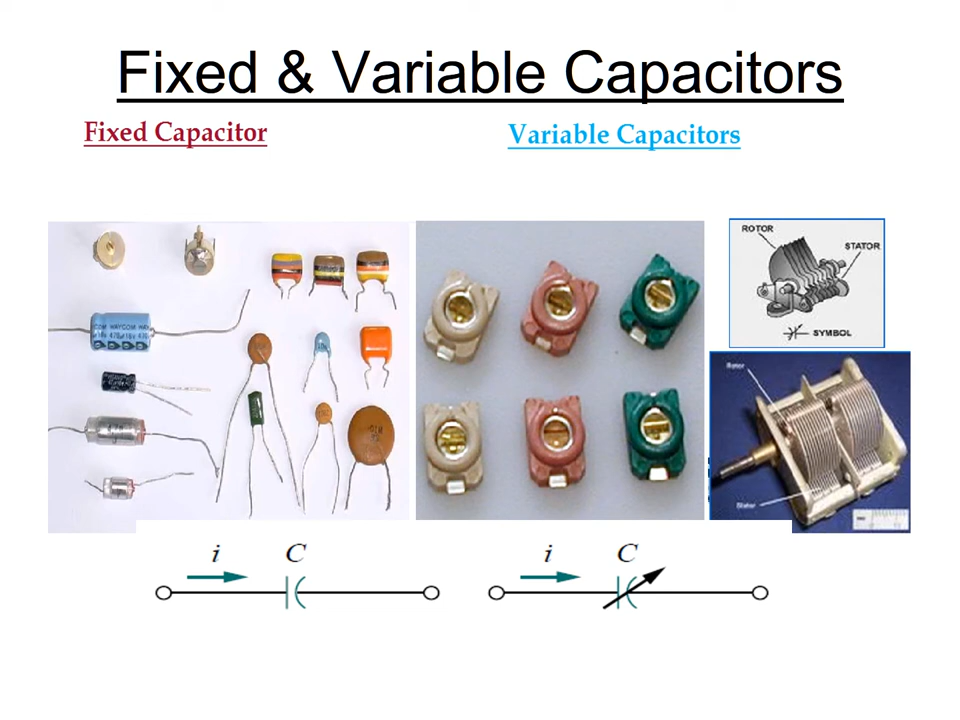 Fixed & Variable Capacitors
Fixed Capacitor
Variable Capacitors
ROTOR
STATOR
SYMBOL
Rotor
Stator
i C
i C